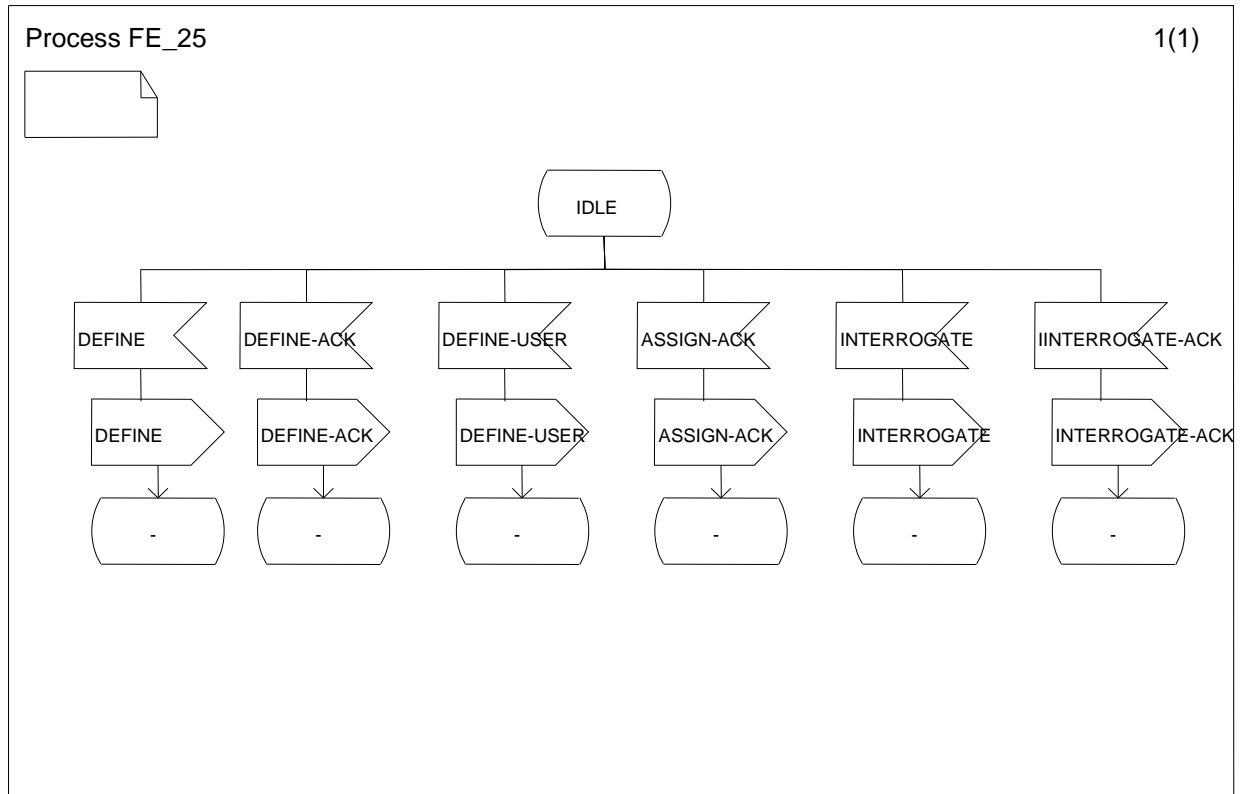 Process FE_25
1(1)
IDLE
DEFINE
DEFINE-ACK
DEFINE-USER
ASSIGN-ACK
INTERROGATE
IINTERROGATE-ACK
DEFINE
DEFINE-ACK
DEFINE-USER
ASSIGN-ACK
INTERROGATE
INTERROGATE-ACK
-
-
-
-
-
-